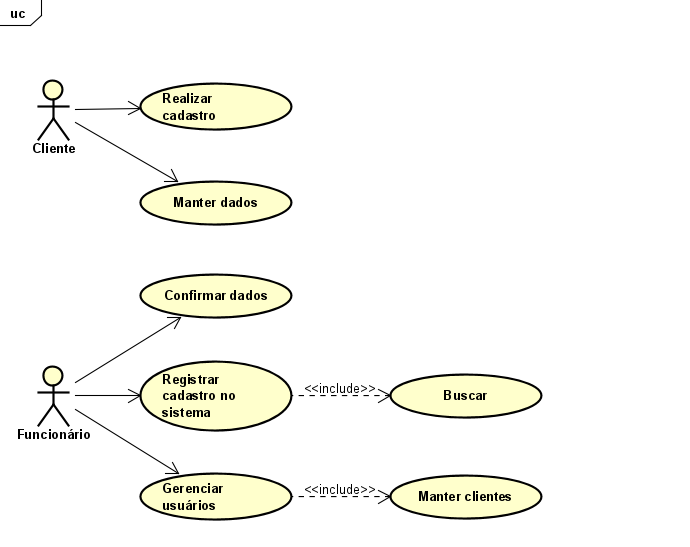 uc
Realizar
cadastro
Cliente
Manter dados
Confirmar dados
Registrar
cadastro no
sistema
<<include>>
Buscar
Funcionário
Gerenciar
usuários
<<include>>
Manter clientes